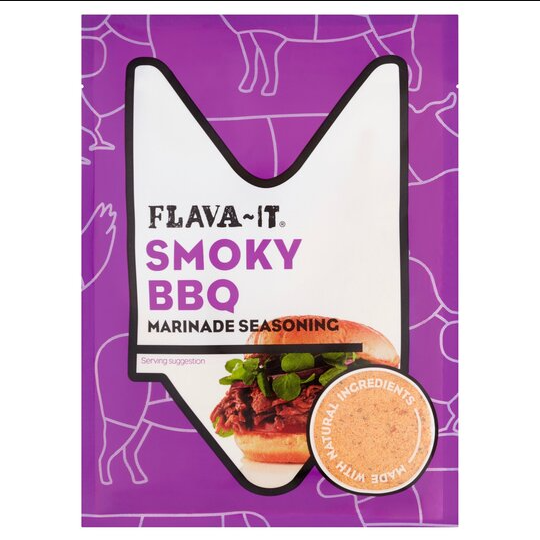 FLAVA~IT®
SMOKY
BBQ
MARINADE SEASONING
Serving suggestion
MADE WITH NATURAL INGREDIENTS